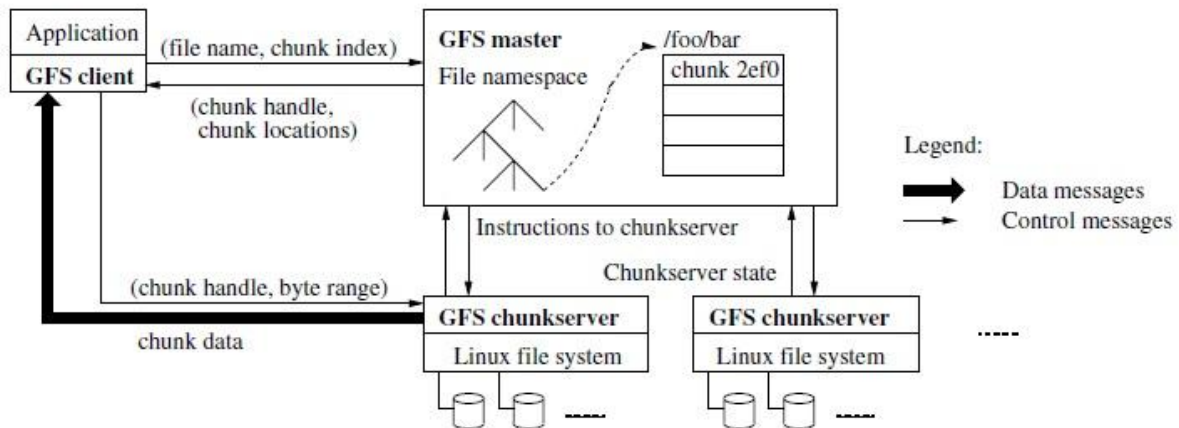 Application
GFS client
(file name, chunk index)
(chunk handle,
chunk locations)
GFS master
File namespace
/foo/bar
chunk 2ef0
Legend:
Data messages
Control messages
Instructions to chunkserver
Chunkserver state
(chunk handle, byte range)
chunk data
GFS chunkserver
Linux file system
GFS chunkserver
Linux file system